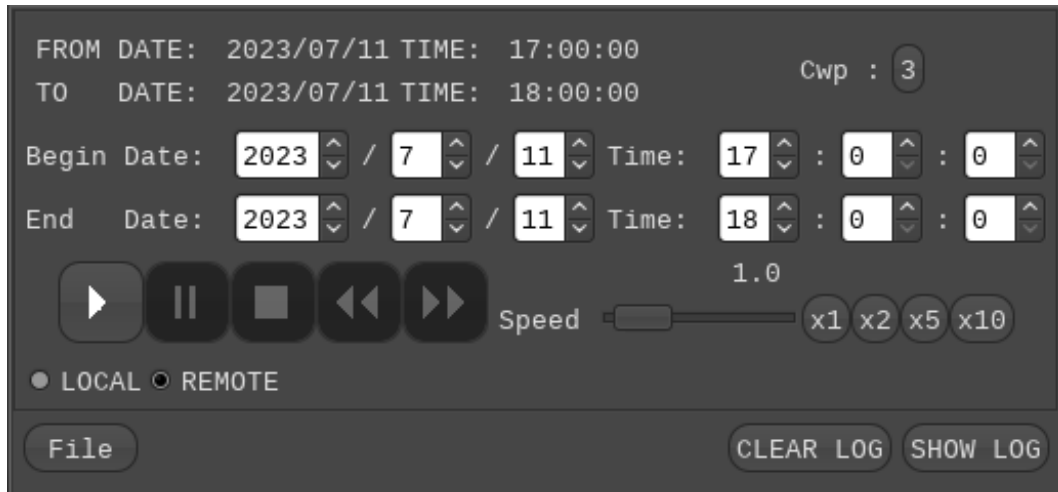 FROM DATE: 2023/07/11 TIME: 17:00:00
Cwp : 3
TO DATE: 2023/07/11 TIME: 18:00:00
Begin Date: 2023 / 7 / 11 Time: 17 : 0 : 0
End Date: 2023 / 7 / 11 Time: 18 : 0 : 0
1.0
Speed x1 x2 x5 x10
LOCAL REMOTE
File CLEAR LOG SHOW LOG